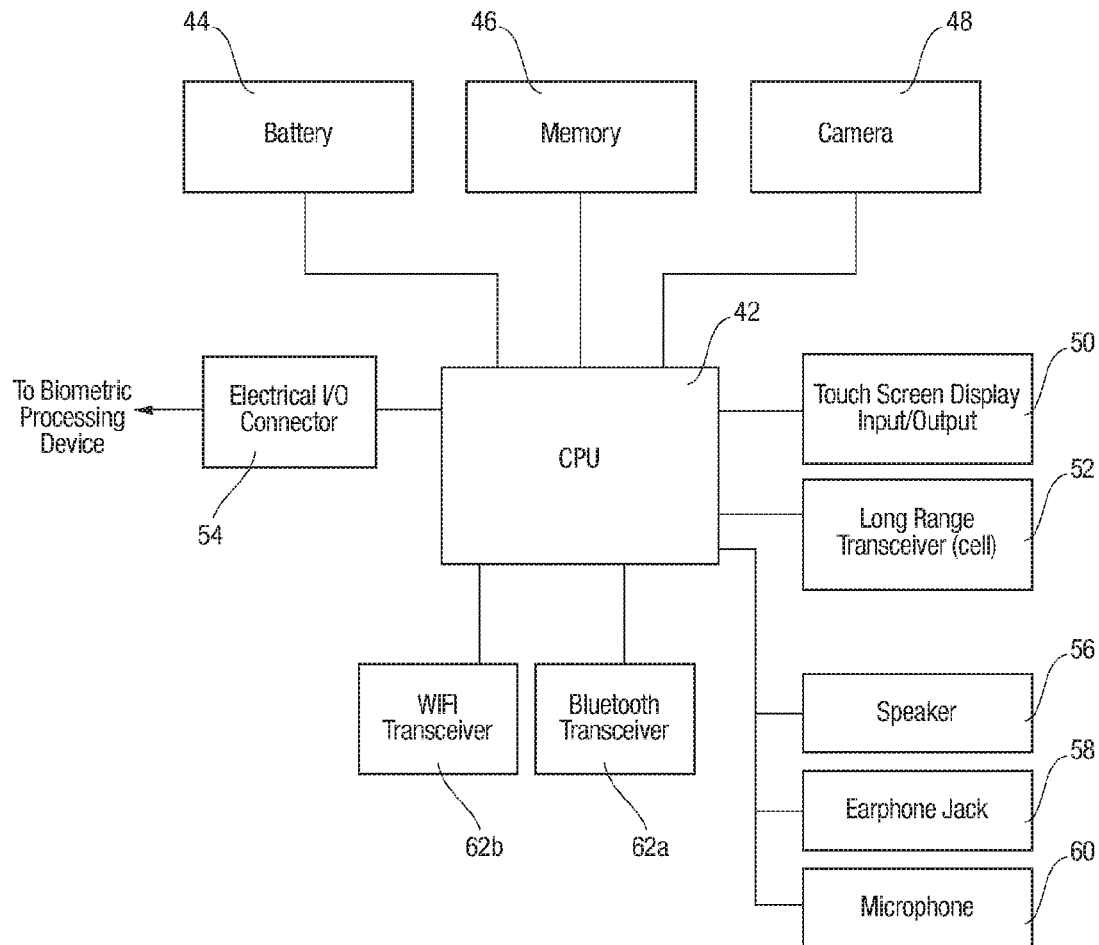 44
46
48
Battery
Memory
Camera
42
50
To Biometric
Processing
Device
Electrical I/O
Connector
54
CPU
Touch Screen Display
Input/Output
52
Long Range
Transceiver (cell)
WIFI
Transceiver
Bluetooth
Transceiver
62b
62a
56
Speaker
58
Earphone Jack
60
Microphone